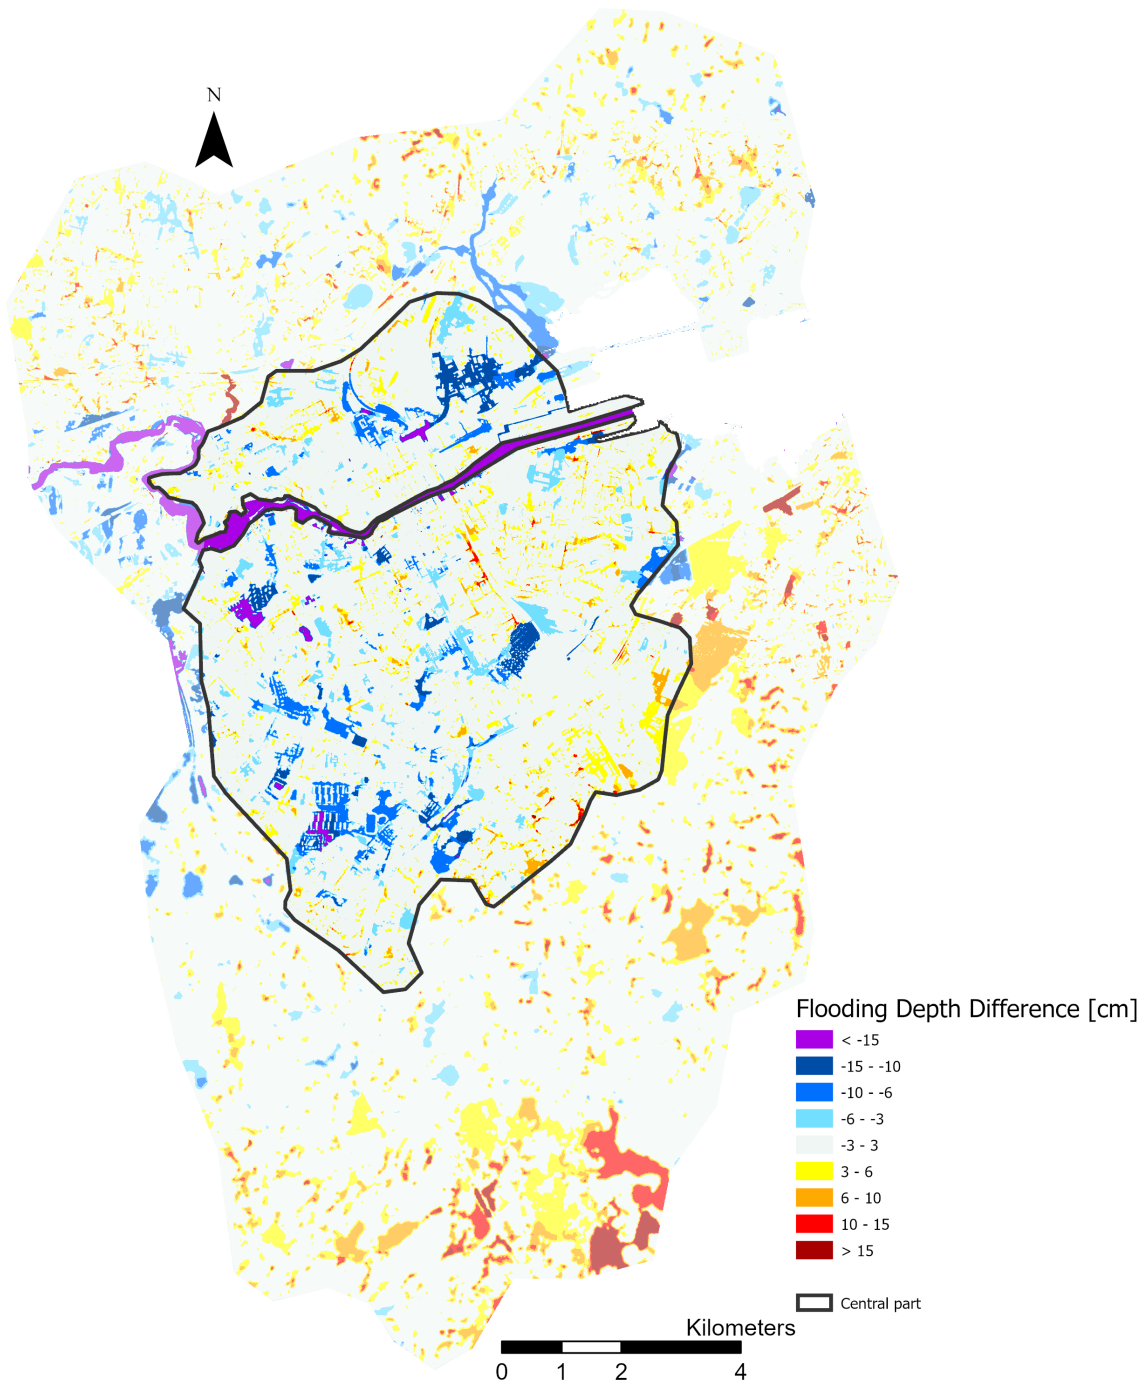 N
Flooding Depth Difference [cm]
< -15
-15 - -10
-10 - -6
-6 - -3
-3 - 3
3 - 6
6 - 10
10 - 15
> 15
Central part
Kilometers
0 1 2 4